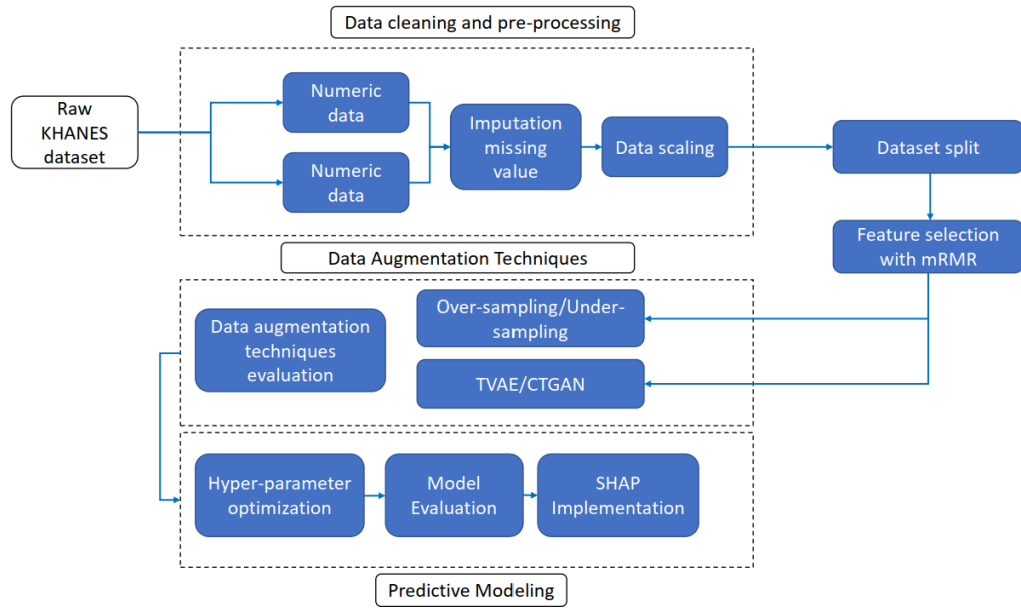 Data cleaning and pre-processing
Raw
KHANES
dataset
Numeric
data
Numeric
data
Imputation
missing
value
Data scaling
Dataset split
Feature selection
with mRMR
Data Augmentation Techniques
Over-sampling/Under-
sampling
TVAE/CTGAN
Data augmentation
techniques
evaluation
Hyper-parameter
optimization
Model
Evaluation
SHAP
Implementation
Predictive Modeling